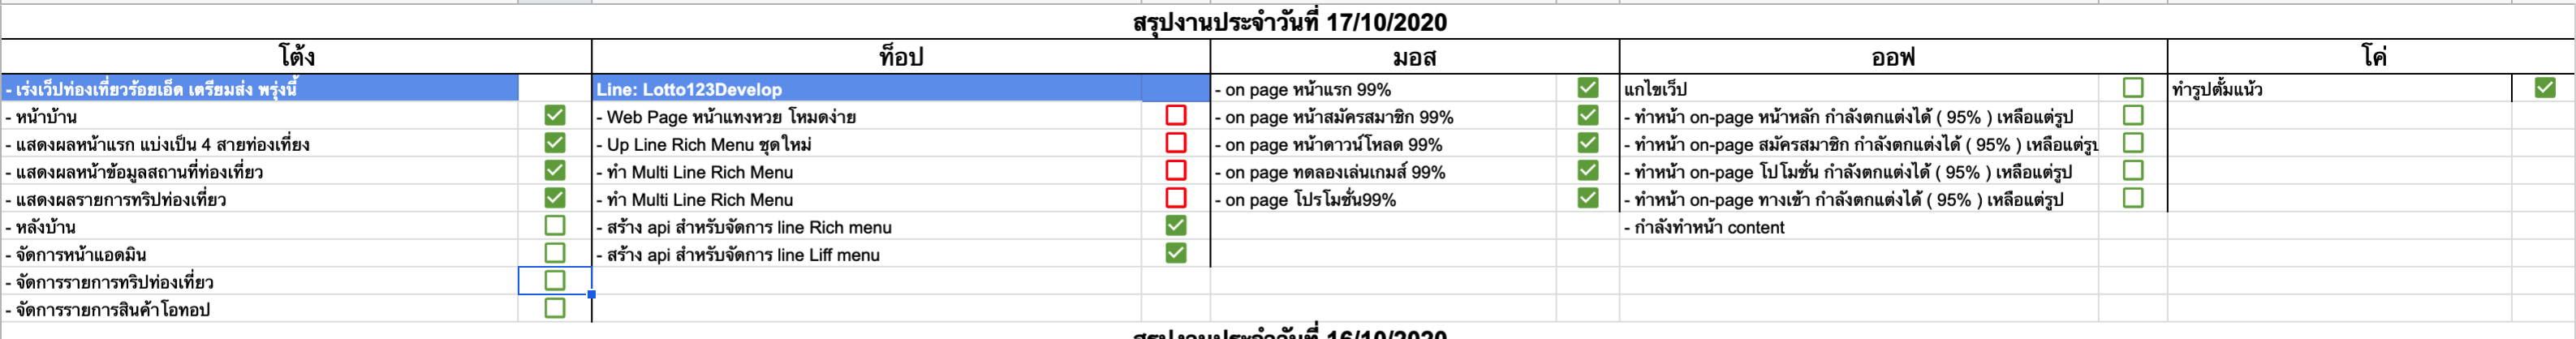 สรุปงานประจำวันที่ 17/10/2020
โต้ง
ท็อป
มอส
ออฟ
โค่
- เร่งเว็ปท่องเที่ยวร้อยเอ็ด เตรียมส่ง พรุ่งนี้
Line: Lotto123Develop
- on page หน้าแรก 99%
แกไขเว็ป
ทำรูปตั้มแน้ว
- หน้าบ้าน
- Web Page หน้าแทงหวย โหมดง่าย
- on page หน้าสมัครสมาชิก 99%
- ทำหน้า on-page หน้าหลัก กำลังตกแต่งได้ ( 95% ) เหลือแต่รูป
- แสดงผลหน้าแรก แบ่งเป็น 4 สายท่องเที่ยง
- Up Line Rich Menu ชุดใหม่
- on page หน้าดาวน์โหลด 99%
- ทำหน้า on-page สมัครสมาชิก กำลังตกแต่งได้ ( 95% ) เหลือแต่รูป
- แสดงผลหน้าข้อมูลสถานที่ท่องเที่ยว
- ทำ Multi Line Rich Menu
- on page ทดลองเล่นเกมส์ 99%
- ทำหน้า on-page โปโมชั่น กำลังตกแต่งได้ ( 95% ) เหลือแต่รูป
- แสดงผลรายการทริปท่องเที่ยว
- ทำ Multi Line Rich Menu
- on page โปรโมชั่น99%
- ทำหน้า on-page ทางเข้า กำลังตกแต่งได้ ( 95% ) เหลือแต่รูป
- หลังบ้าน
- สร้าง api สำหรับจัดการ line Rich menu
- กำลังทำหน้า content
- จัดการหน้าแอดมิน
- สร้าง api สำหรับจัดการ line Liff menu
- จัดการรายการทริปท่องเที่ยว
- จัดการรายการสินค้าโอทอป
สรุปงานประจำวันที่ 16/10/2020